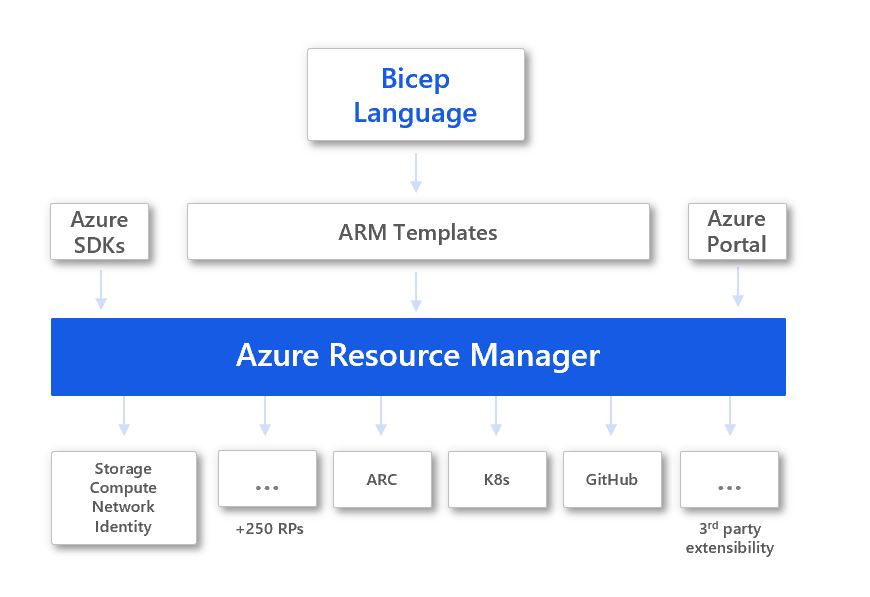 Bicep
Language
Azure
SDKs
ARM Templates
Azure
Portal
Azure Resource Manager
Storage
Compute
Network
Identity
...
+250 RPs
ARC
K8s
GitHub
...
3rd party
extensibility